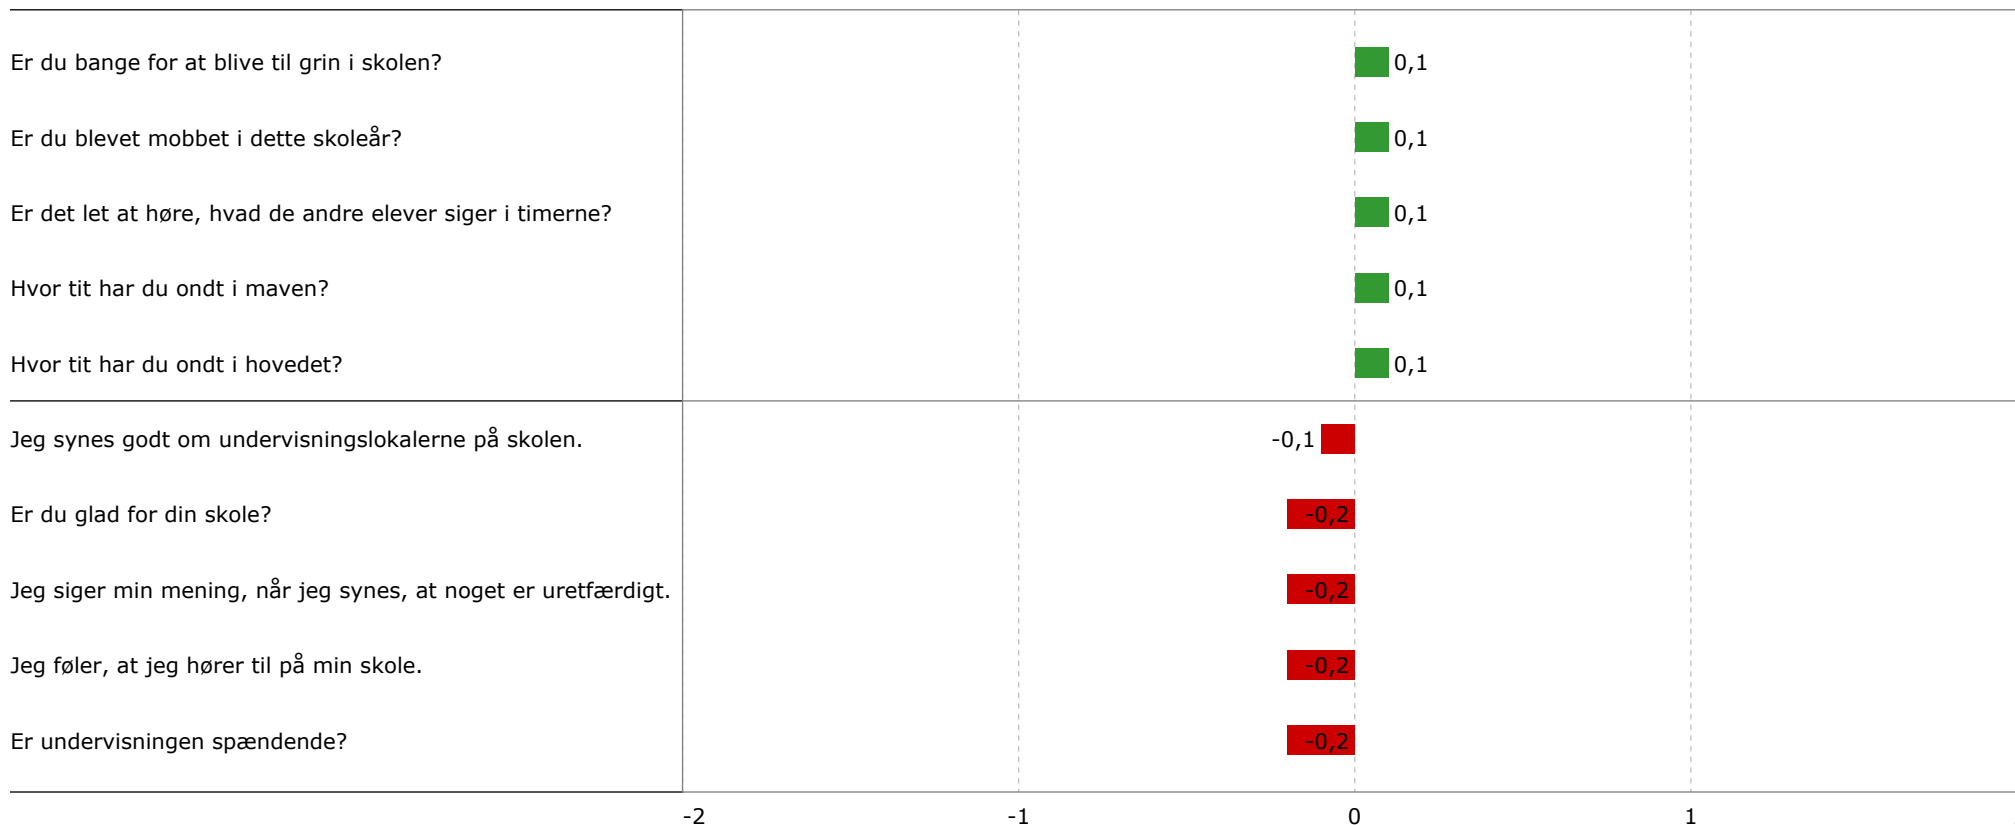 Er du bange for at blive til grin i skolen? 0,1
Er du blevet mobbet i dette skoleår? 0,1
Er det let at høre, hvad de andre elever siger i timerne? 0,1
Hvor tit har du ondt i maven? 0,1
Hvor tit har du ondt i hovedet? 0,1
Jeg synes godt om undervisningslokalerne på skolen. -0,1
Er du glad for din skole? -0,2
Jeg siger min mening, når jeg synes, at noget er uretfærdigt. -0,2
Jeg føler, at jeg hører til på min skole. -0,2
Er undervisningen spændende? -0,2
-2 -1 0 1